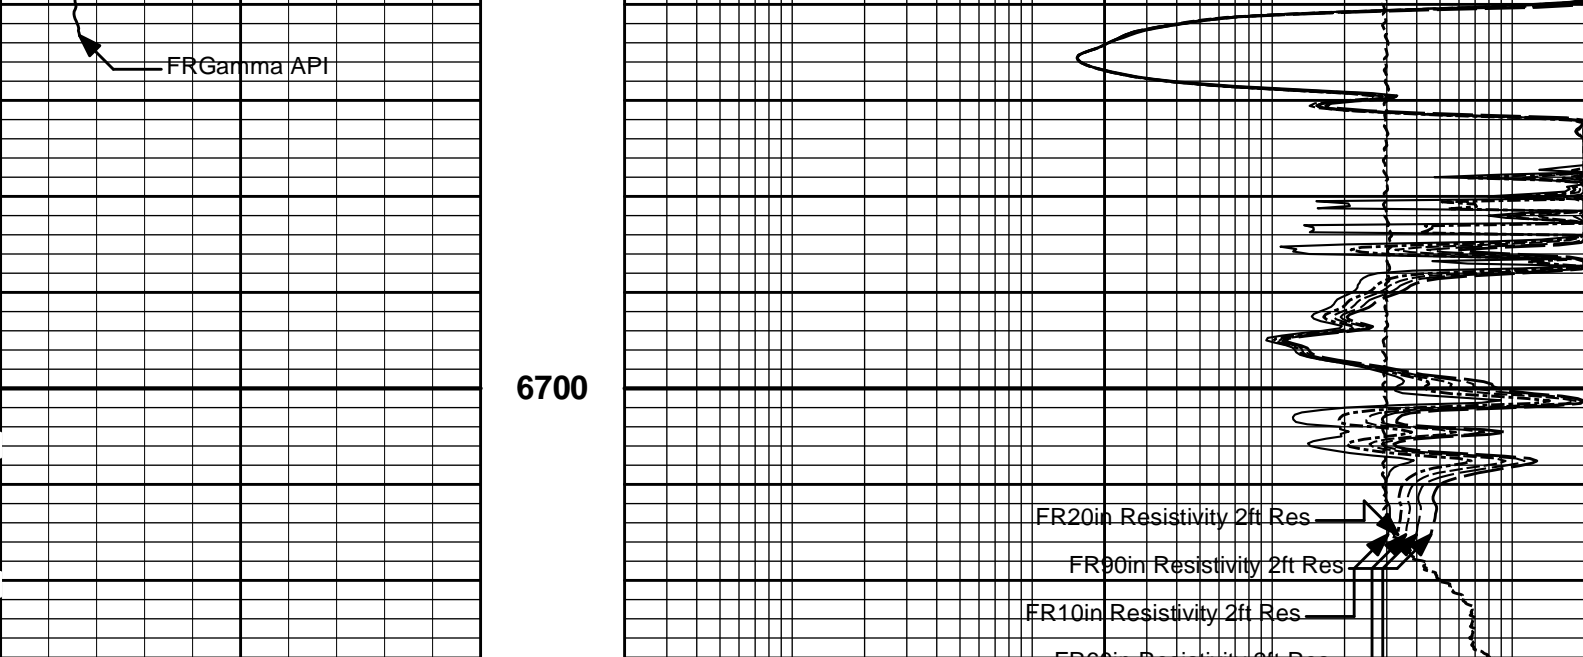 FRGamma API
6700
FR20in Resistivity 2ft Res
FR90in Resistivity 2ft Res
FR10in Resistivity 2ft Res